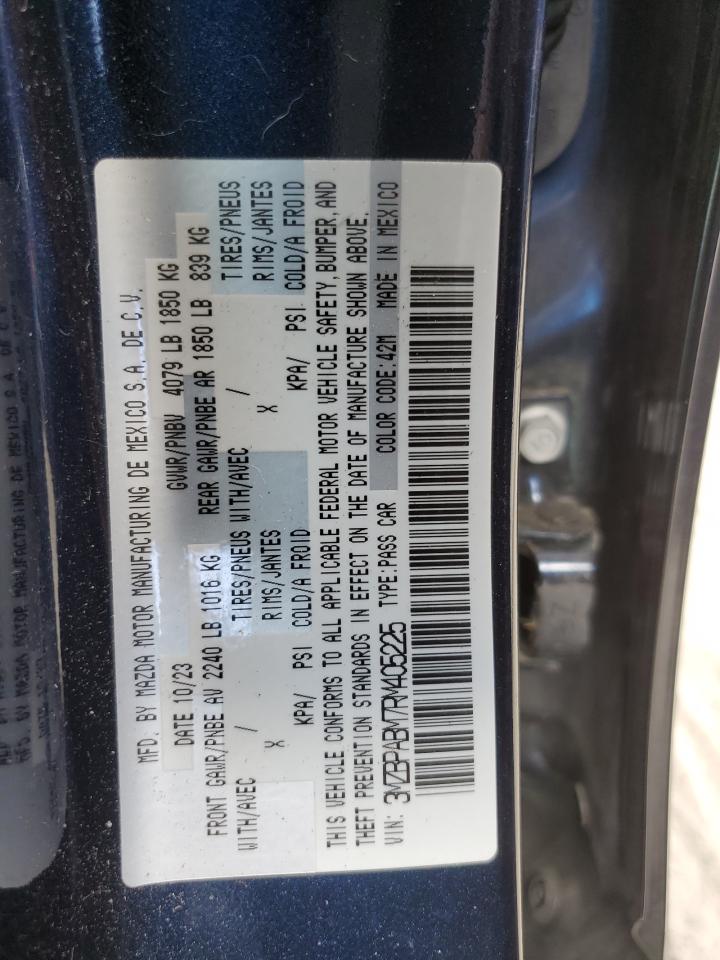 MFD. BY MAZDA MOTOR MANUFACTURING DE MEXICO S.A. DE C.V.
DATE 10/23 GVWR/PNBV 4079 LB 1850 KG
FRONT GAWR/PNBE AV 2240 LB 1016 KG REAR GAWR/PNBE AR 1850 LB 839 KG
WITH/AVEC / TIRES/PNEUS WITH/AVEC / TIRES/PNEUS
X RIMS/JANTES X RIMS/JANTES
KPA/ PSI COLD/A FROID KPA/ PSI COLD/A FROID
THIS VEHICLE CONFORMS TO ALL APPLICABLE FEDERAL MOTOR VEHICLE SAFETY, BUMPER, AND
THEFT PREVENTION STANDARDS IN EFFECT ON THE DATE OF MANUFACTURE SHOWN ABOVE.
VIN: 3MZBPABM7RM405225 TYPE:PASS CAR COLOR CODE:42M MADE IN MEXICO